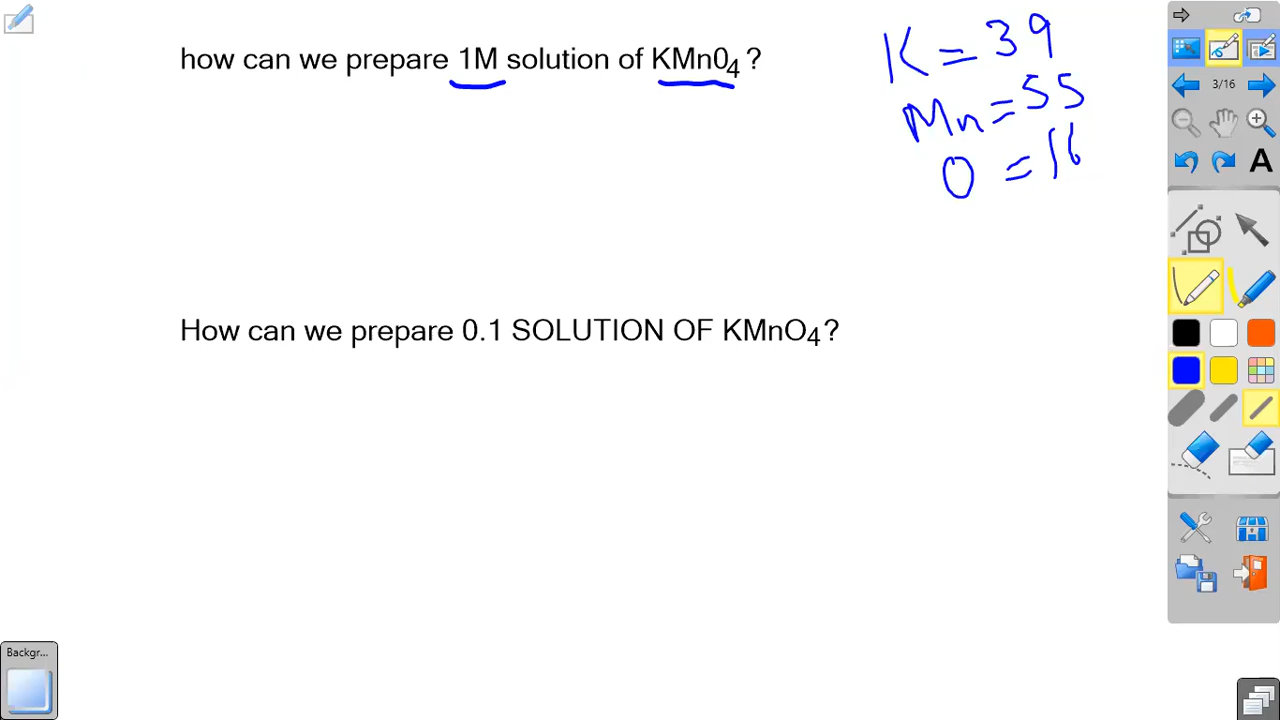 how can we prepare 1M solution of KMn0₄ ?
K = 39
Mn = 55
O = 16
How can we prepare 0.1 SOLUTION OF KMnO₄ ?
3/16
A
Backgr...